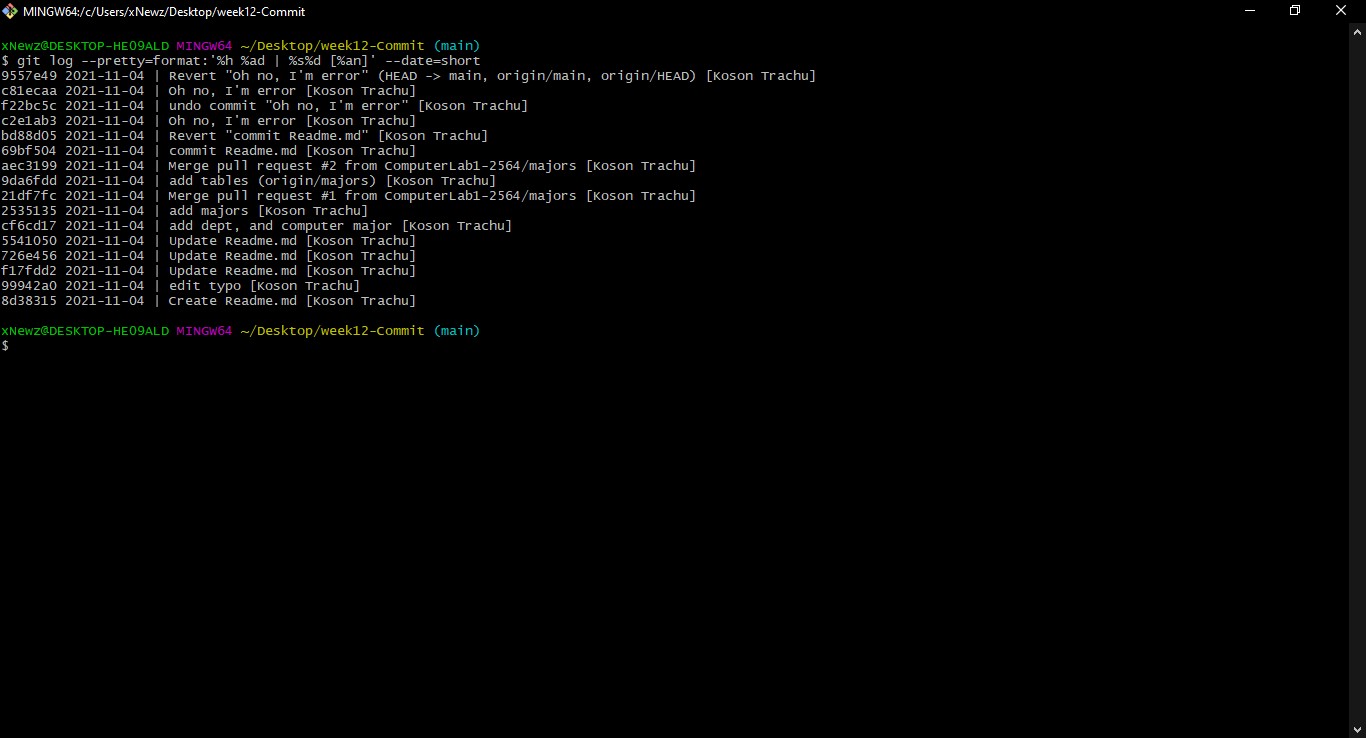 MINGW64:/c/Users/xNewz/Desktop/week12-Commit
xNewz@DESKTOP-HE09ALD MINGW64 ~/Desktop/week12-Commit (main)
$ git log --pretty=format:'%h %ad | %s%d [%an]' --date=short
9557e49 2021-11-04 | Revert "Oh no, I'm error" (HEAD -> main, origin/main, origin/HEAD) [Koson Trachu]
c81ecaa 2021-11-04 | Oh no, I'm error [Koson Trachu]
f22bc5c 2021-11-04 | undo commit "Oh no, I'm error" [Koson Trachu]
c2e1ab3 2021-11-04 | Oh no, I'm error [Koson Trachu]
bd88d05 2021-11-04 | Revert "commit Readme.md" [Koson Trachu]
69bf504 2021-11-04 | commit Readme.md [Koson Trachu]
aec3199 2021-11-04 | Merge pull request #2 from ComputerLab1-2564/majors [Koson Trachu]
9da6fdd 2021-11-04 | add tables (origin/majors) [Koson Trachu]
21df7fc 2021-11-04 | Merge pull request #1 from ComputerLab1-2564/majors [Koson Trachu]
2535135 2021-11-04 | add majors [Koson Trachu]
cf6cd17 2021-11-04 | add dept, and computer major [Koson Trachu]
5541050 2021-11-04 | Update Readme.md [Koson Trachu]
726e456 2021-11-04 | Update Readme.md [Koson Trachu]
f17fdd2 2021-11-04 | Update Readme.md [Koson Trachu]
99942a0 2021-11-04 | edit typo [Koson Trachu]
8d38315 2021-11-04 | Create Readme.md [Koson Trachu]
xNewz@DESKTOP-HE09ALD MINGW64 ~/Desktop/week12-Commit (main)
$